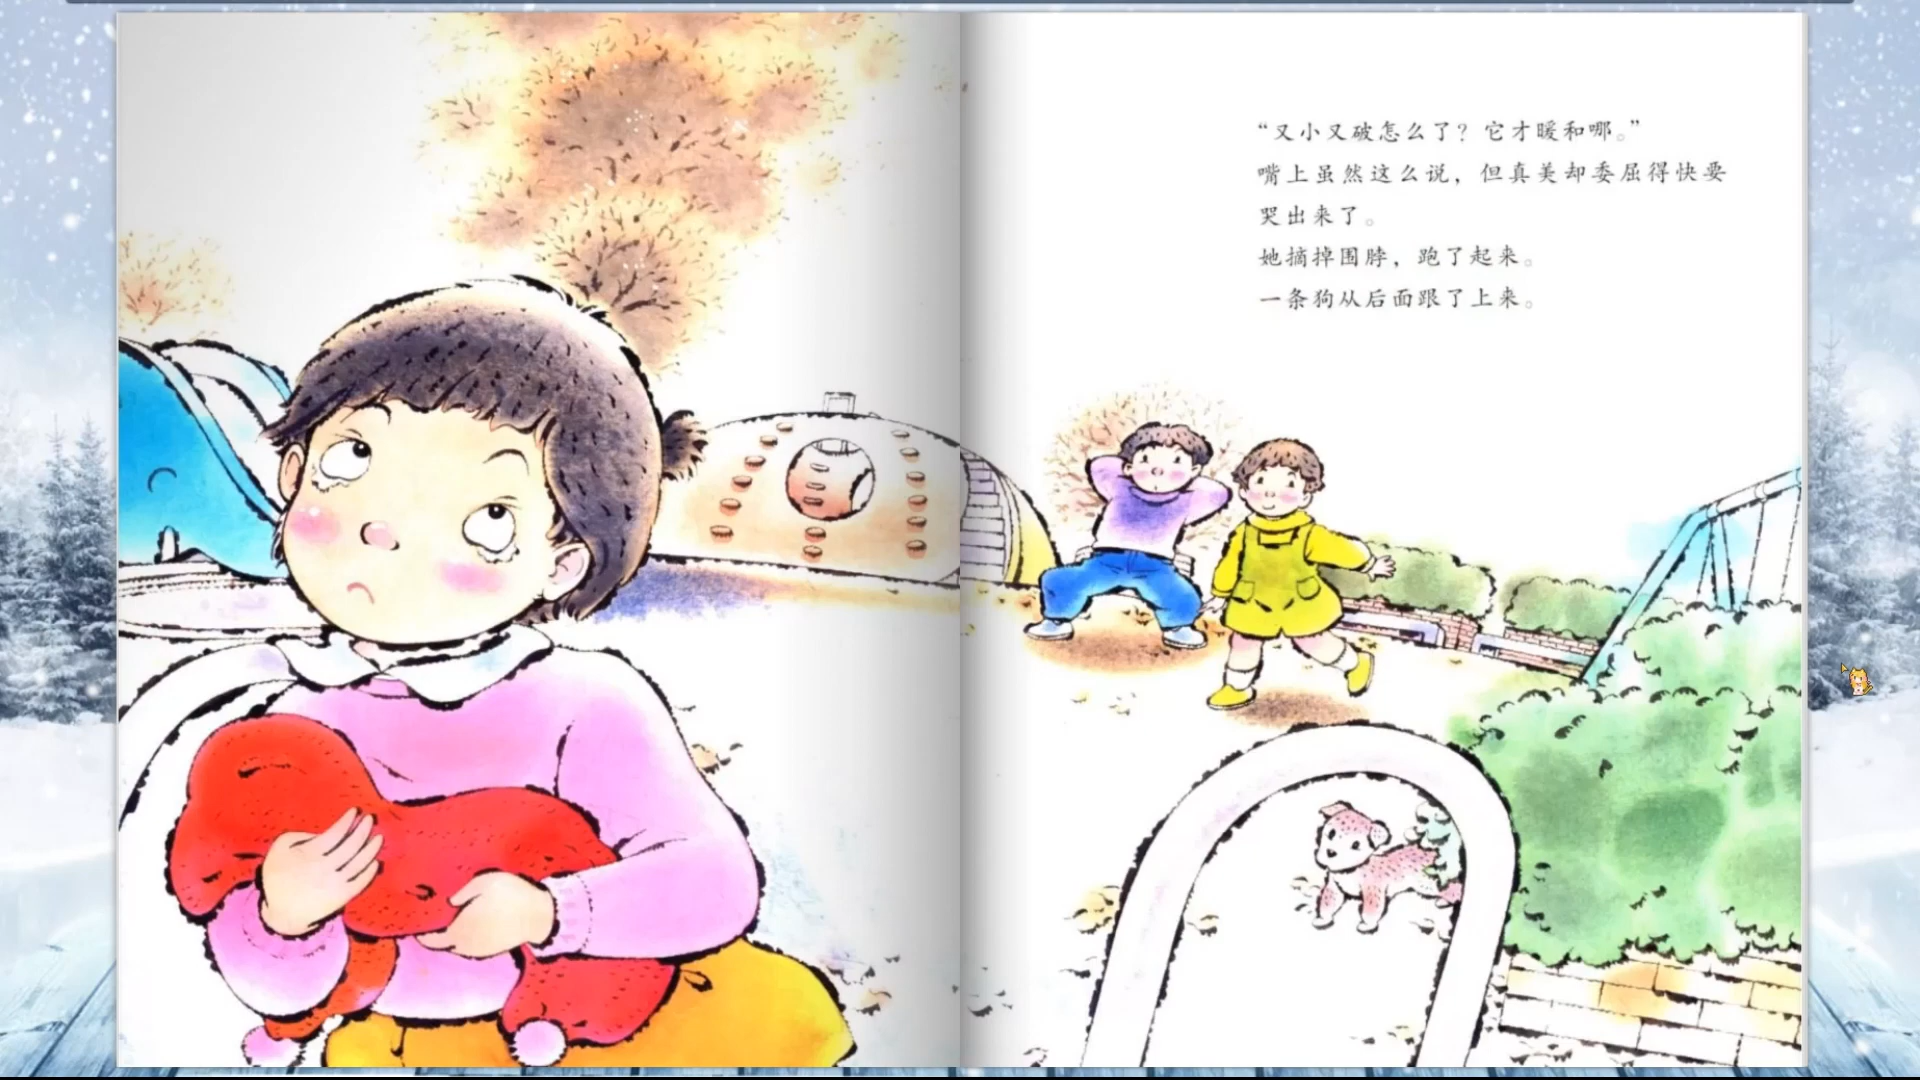 “又小又破怎么了？它才暖和哪。”
嘴上虽然这么说，但真美却委屈得快要
哭出来了。
她摘掉围脖，跑了起来。
一条狗从后面跟了上来。